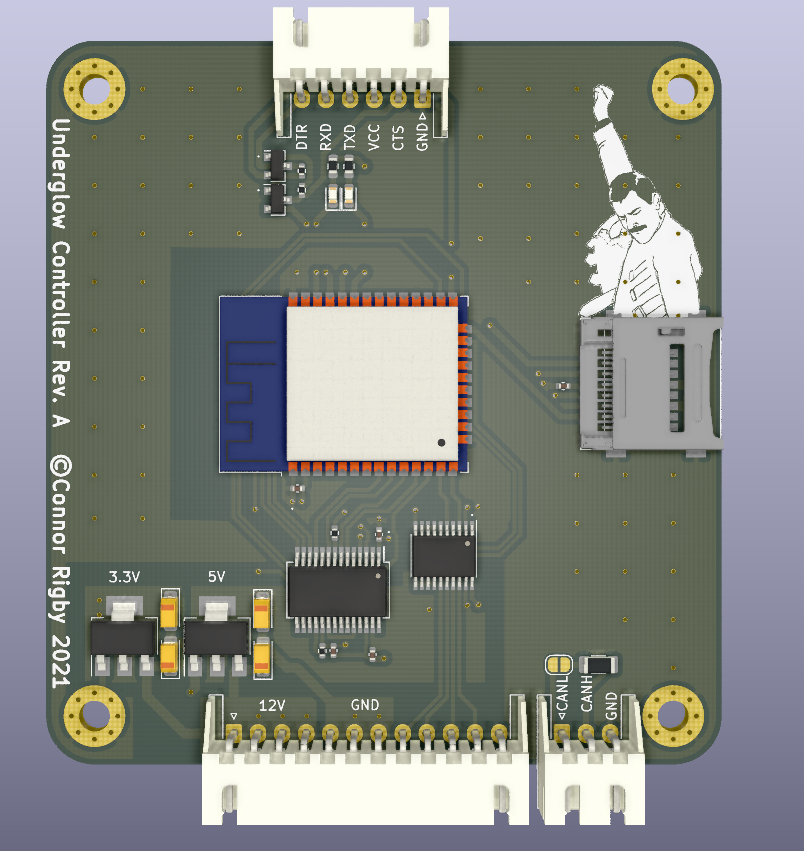 DTR
RXD
TXD
VCC
CTS
GND
Underglow Controller Rev. A ©Connor Rigby 2021
3.3V
5V
12V
GND
CANL
CANH
GND